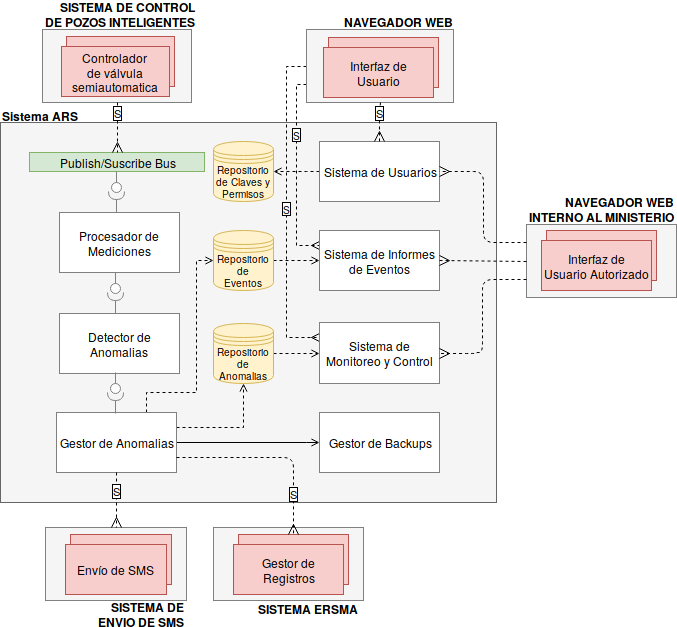 SISTEMA DE CONTROL
DE POZOS INTELIGENTES
NAVEGADOR WEB
Controlador
de válvula
semiautomatica
Interfaz de
Usuario
S
S
Sistema ARS
S
Publish/Suscribe Bus
Repositorio
de Claves y
Permisos
Sistema de Usuarios
NAVEGADOR WEB
INTERNO AL MINISTERIO
S
Procesador de
Mediciones
Repositorio
de
Eventos
Sistema de Informes
de Eventos
Interfaz de
Usuario Autorizado
Detector de
Anomalias
Repositorio
de
Anomalias
Sistema de
Monitoreo y Control
Gestor de Anomalias
Gestor de Backups
S
S
Envío de SMS
Gestor de
Registros
SISTEMA DE
ENVIO DE SMS
SISTEMA ERSMA